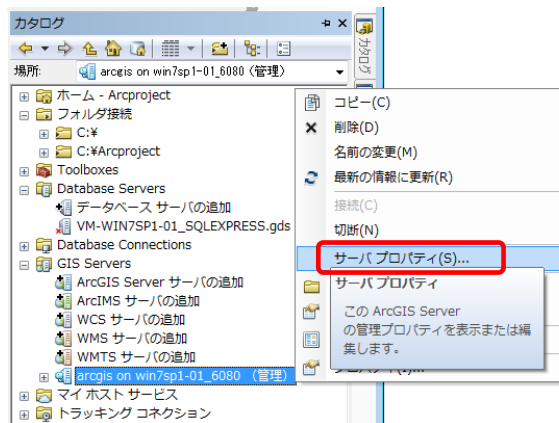 カタログ
場所: arcgis on win7sp1-01_6080 (管理)
カタログ
ホーム - Arcproject
フォルダ接続
C:¥
C:¥Arcproject
Toolboxes
Database Servers
データベース サーバの追加
VM-WIN7SP1-01_SQLEXPRESS.gds
Database Connections
GIS Servers
ArcGIS Server サーバの追加
ArcIMS サーバの追加
WCS サーバの追加
WMS サーバの追加
WMTS サーバの追加
arcgis on win7sp1-01_6080 (管理)
マイ ホスト サービス
トラッキング コネクション
コピー(C)
削除(D)
名前の変更(M)
最新の情報に更新(R)
接続(C)
切断(N)
サーバ プロパティ(S)...
サーバ プロパティ
この ArcGIS Server
の管理プロパティを表示または編
集します。